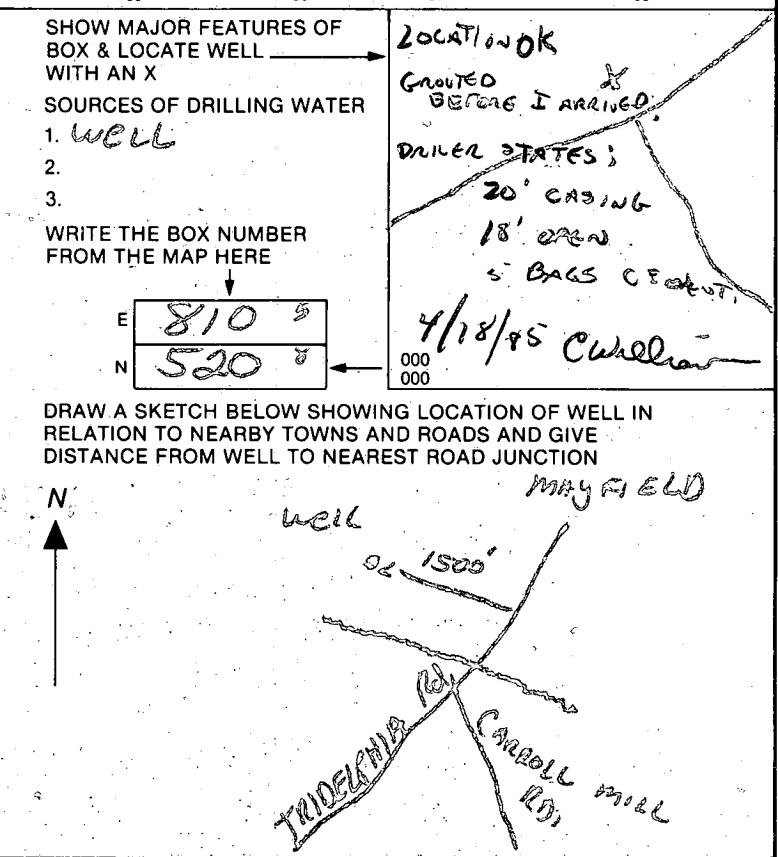 SHOW MAJOR FEATURES OF
BOX & LOCATE WELL
WITH AN X
SOURCES OF DRILLING WATER
1. WELL
2.
3.
WRITE THE BOX NUMBER
FROM THE MAP HERE
E 810 5
N 520
000
000
LOCATION OK
GROUTED X
BEFORE I ARRIVED.
DRILLER STATES;
20' CASING
18' OPEN
5 BAGS CEMENT.
4/18/85 CWilliam
DRAW A SKETCH BELOW SHOWING LOCATION OF WELL IN
RELATION TO NEARBY TOWNS AND ROADS AND GIVE
DISTANCE FROM WELL TO NEAREST ROAD JUNCTION
N
MAYFIELD
WELL
1500'
TRIDELPHIA Rd
CARROLL MILL
RD.